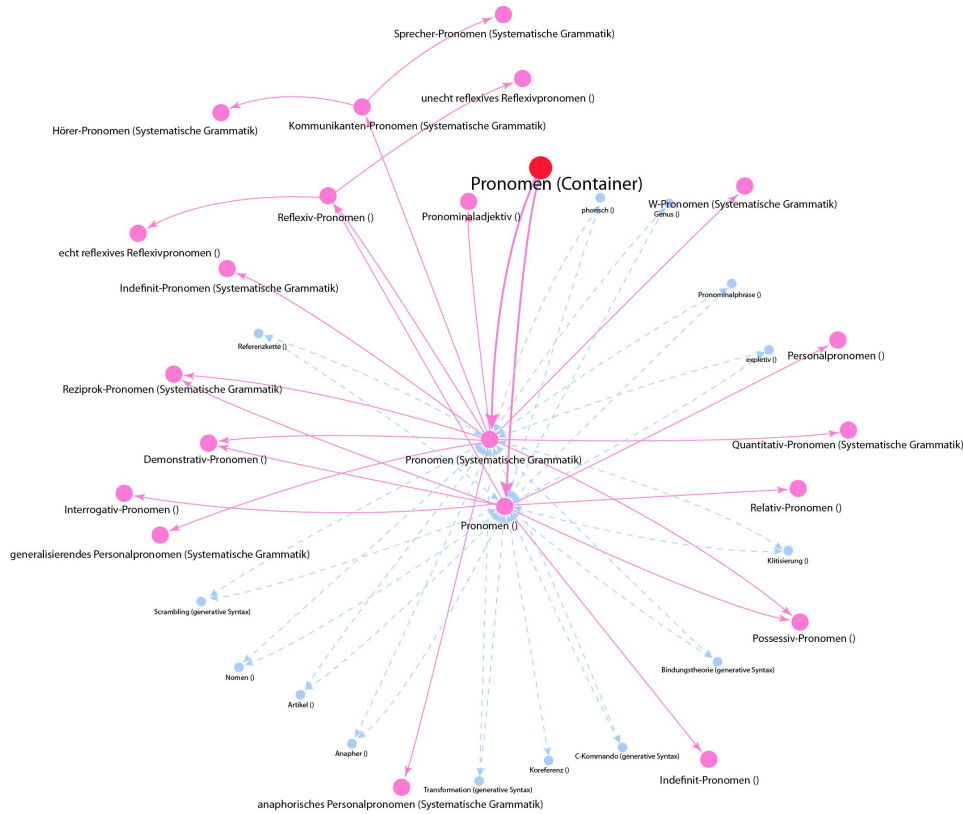 Sprecher-Pronomen (Systematische Grammatik)
unecht reflexives Reflexivpronomen ()
Hörer-Pronomen (Systematische Grammatik)
Kommunikanten-Pronomen (Systematische Grammatik)
Pronomen (Container)
Reflexiv-Pronomen ()
Pronominaladjektiv ()
phorisch ()
W-Pronomen (Systematische Grammatik)
Genus ()
echt reflexives Reflexivpronomen ()
Indefinit-Pronomen (Systematische Grammatik)
Pronominalphrase ()
Referenzkette ()
expletiv ()
Personalpronomen ()
Reziprok-Pronomen (Systematische Grammatik)
Quantitativ-Pronomen (Systematische Grammatik)
Demonstrativ-Pronomen ()
Pronomen (Systematische Grammatik)
Interrogativ-Pronomen ()
Relativ-Pronomen ()
Pronomen ()
generalisierendes Personalpronomen (Systematische Grammatik)
Klitisierung ()
Scrambling (generative Syntax)
Possessiv-Pronomen ()
Nomen ()
Bindungstheorie (generative Syntax)
Artikel ()
Anapher ()
C-Kommando (generative Syntax)
Koreferenz ()
Indefinit-Pronomen ()
Transformation (generative Syntax)
anaphorisches Personalpronomen (Systematische Grammatik)